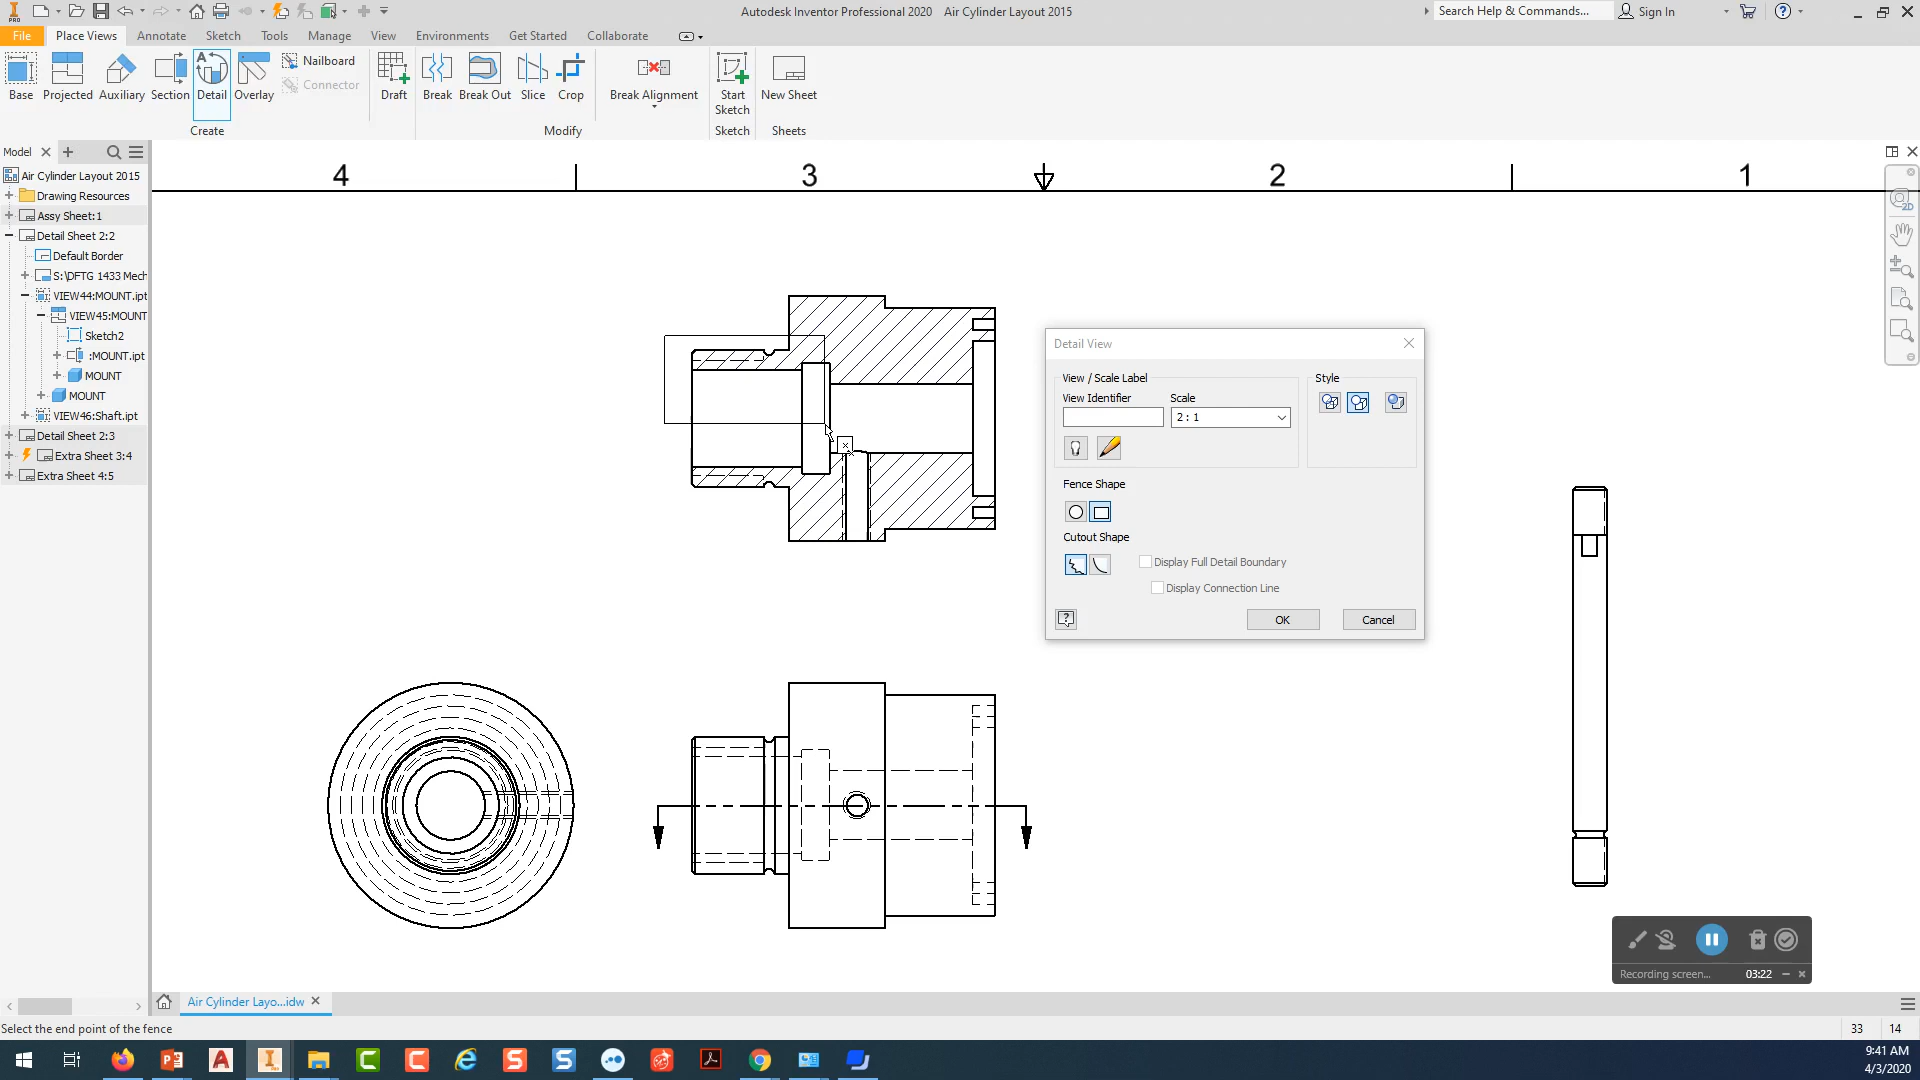 Autodesk Inventor Professional 2020 Air Cylinder Layout 2015
Search Help & Commands...
Sign In
File
Place Views
Annotate
Sketch
Tools
Manage
View
Environments
Get Started
Collaborate
Base
Projected
Auxiliary
Section
Detail
Overlay
Nailboard
Connector
Draft
Break
Break Out
Slice
Crop
Break Alignment
Start
Sketch
New Sheet
Create
Modify
Sketch
Sheets
Model
Air Cylinder Layout 2015
Drawing Resources
Assy Sheet:1
Detail Sheet 2:2
Default Border
S:\DFTG 1433 Mech
VIEW44:MOUNT.ipt
VIEW45:MOUNT
Sketch2
:MOUNT.ipt
MOUNT
MOUNT
VIEW46:Shaft.ipt
Detail Sheet 2:3
Extra Sheet 3:4
Extra Sheet 4:5
4
3
2
1
2D
Detail View
View / Scale Label
Style
View Identifier
Scale
2 : 1
Fence Shape
Cutout Shape
Display Full Detail Boundary
Display Connection Line
OK
Cancel
Recording screen...
03:22
Air Cylinder Layo...idw
Select the end point of the fence
33
14
9:41 AM
4/3/2020